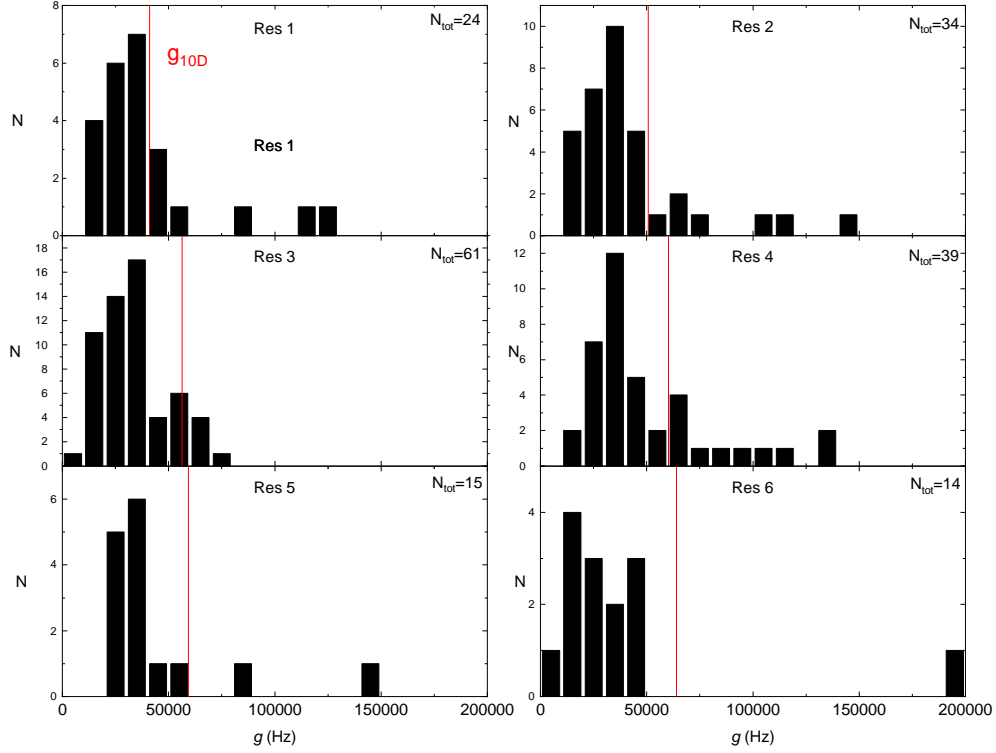 Res 1
N_tot=24
g_10D
Res 1
N
0
2
4
6
8
Res 2
N_tot=34
N
0
2
4
6
8
10
Res 3
N_tot=61
N
0
2
4
6
8
10
12
14
16
18
Res 4
N_tot=39
N
0
2
4
6
8
10
12
Res 5
N_tot=15
N
0
2
4
6
0 50000 100000 150000 200000
g (Hz)
Res 6
N_tot=14
N
0
2
4
0 50000 100000 150000 200000
g (Hz)